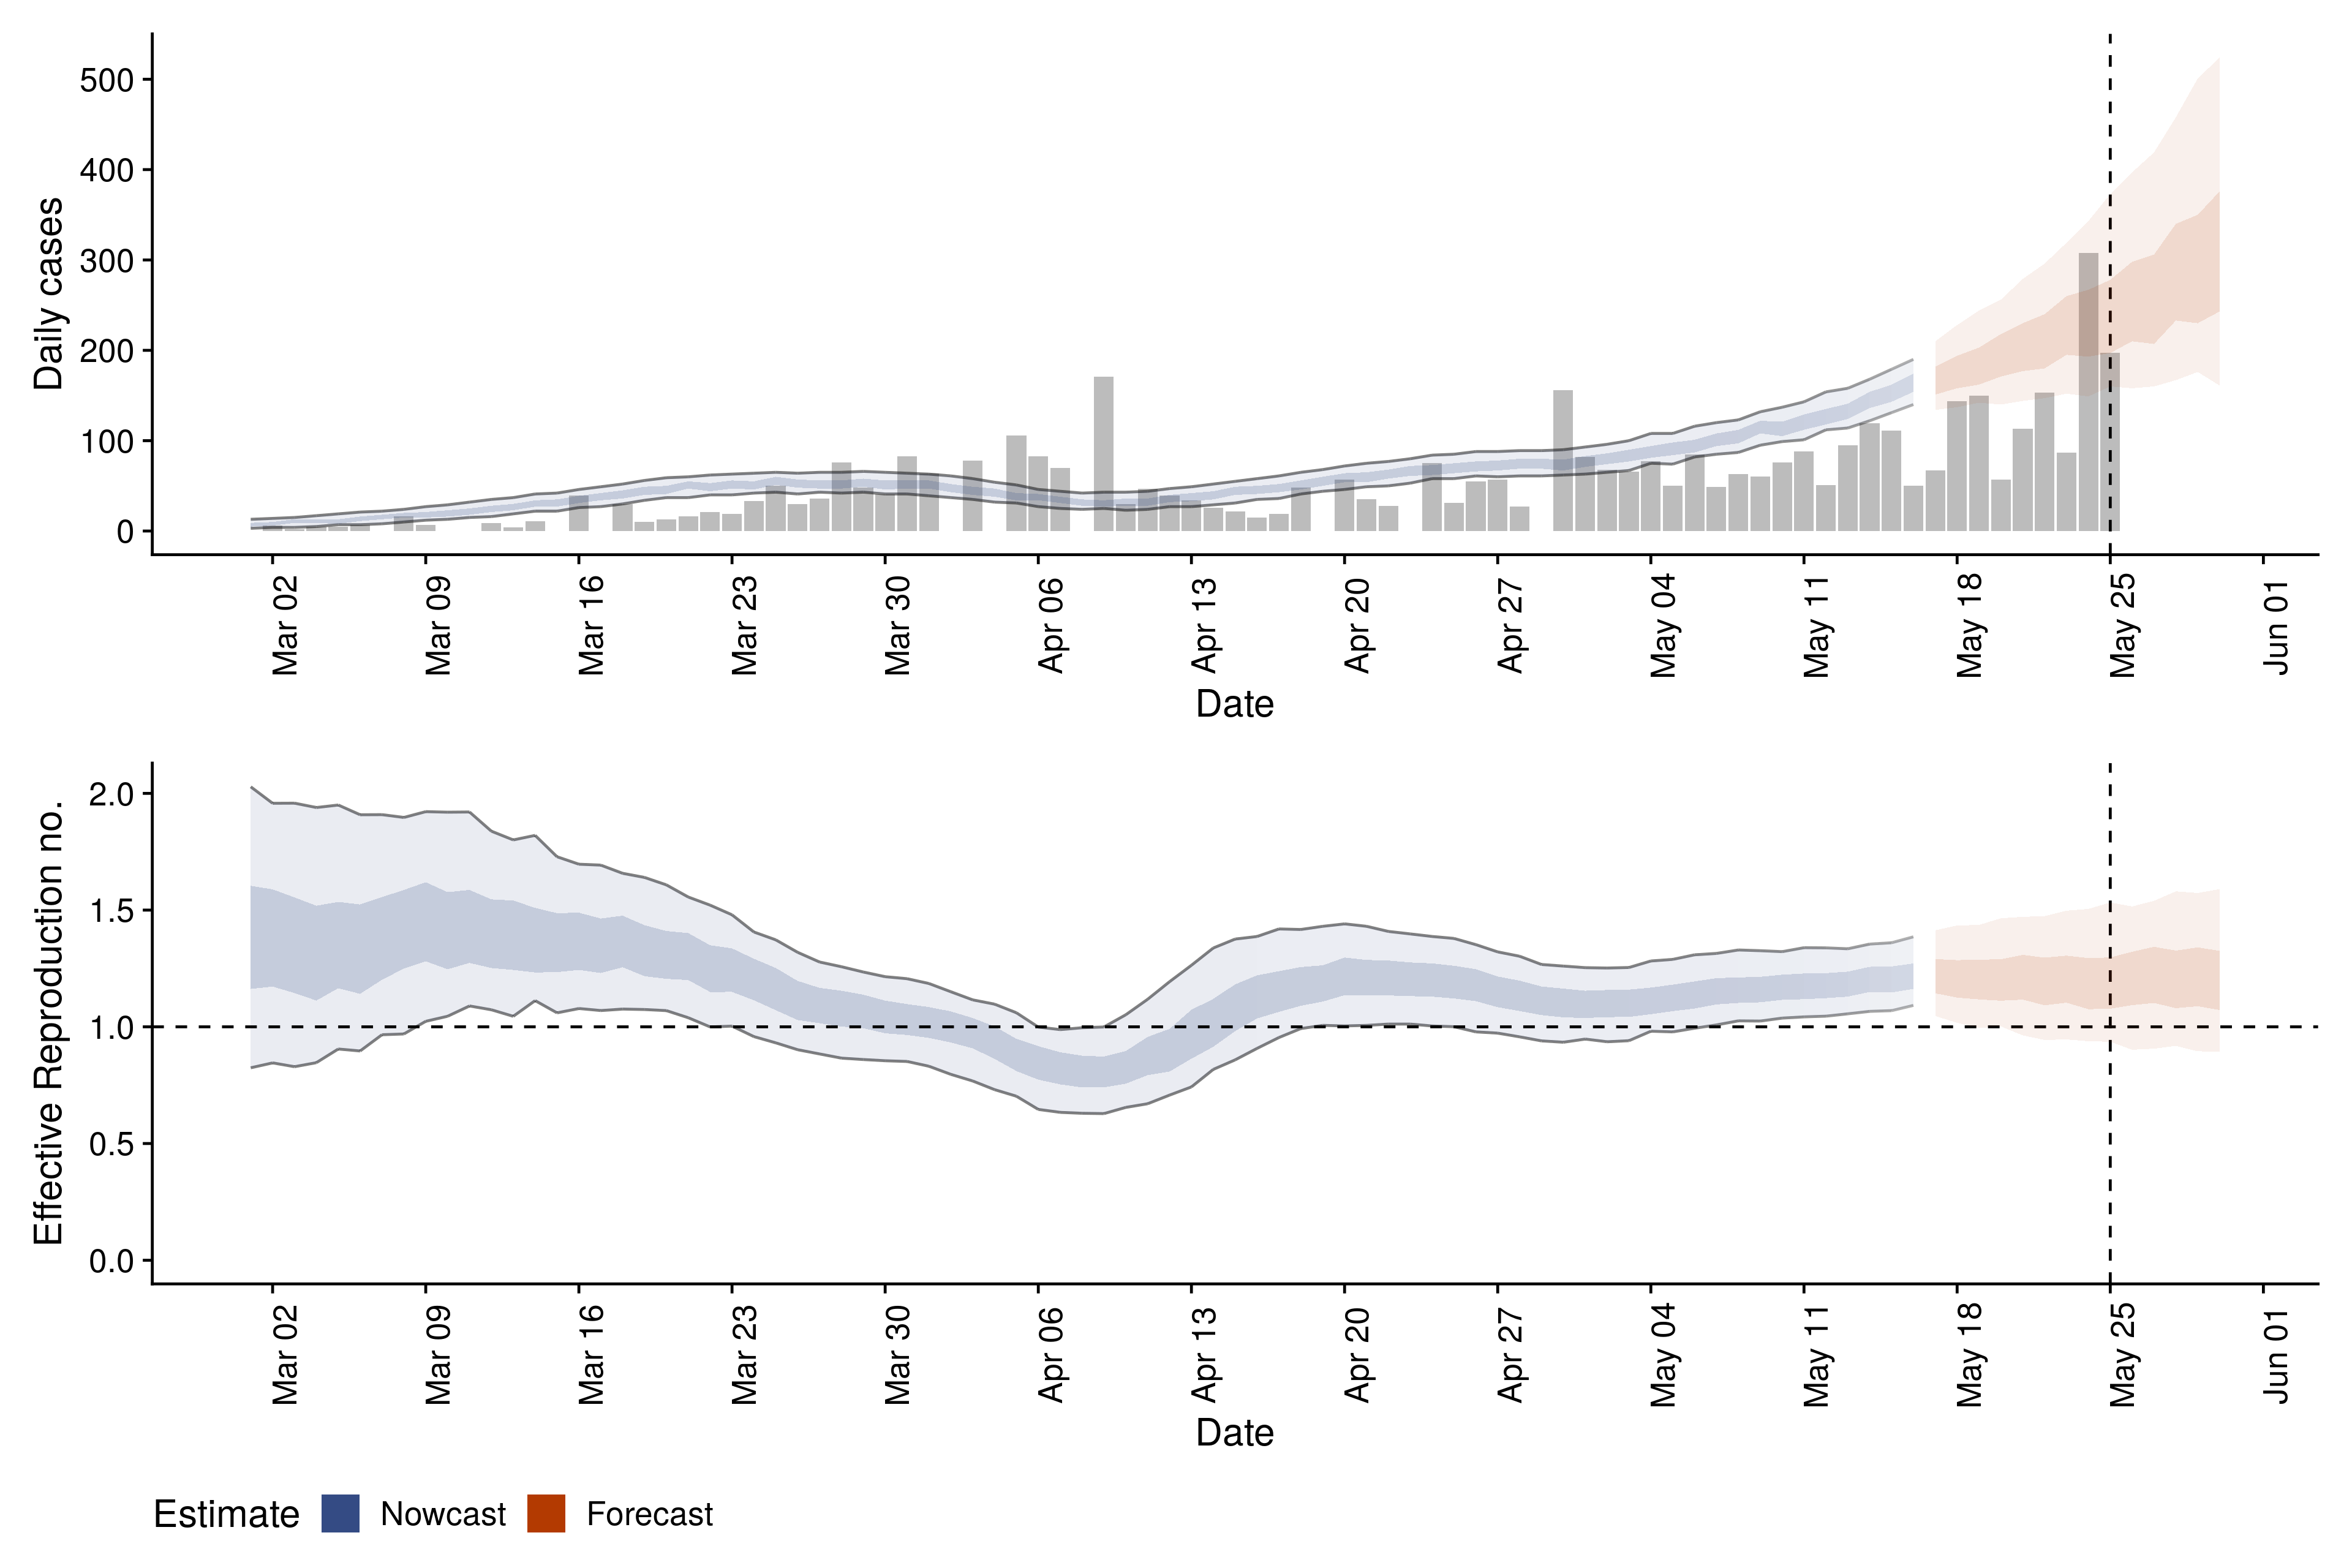 500
400
300
200
100
0
Daily cases
Mar 02 Mar 09 Mar 16 Mar 23 Mar 30 Apr 06 Apr 13 Apr 20 Apr 27 May 04 May 11 May 18 May 25 Jun 01
Date
2.0
1.5
1.0
0.5
0.0
Effective Reproduction no.
Mar 02 Mar 09 Mar 16 Mar 23 Mar 30 Apr 06 Apr 13 Apr 20 Apr 27 May 04 May 11 May 18 May 25 Jun 01
Date
Estimate Nowcast Forecast